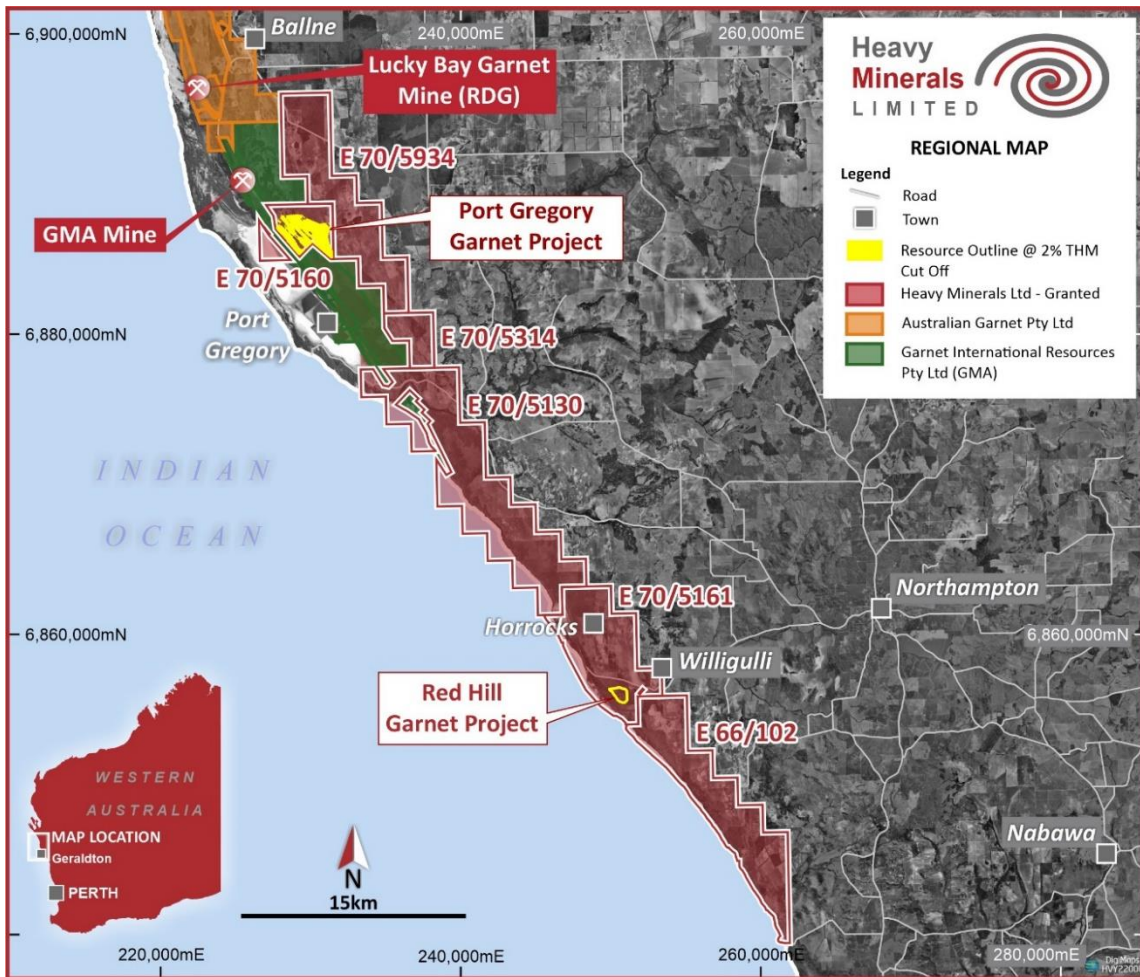 6,900,000mN
Ballne
240,000mE
260,000mE
Lucky Bay Garnet
Mine (RDG)
E 70/5934
GMA Mine
Port Gregory
Garnet Project
E 70/5160
Port
Gregory
6,880,000mN
E 70/5314
E 70/5130
INDIAN
OCEAN
E 70/5161
Horrocks
Northampton
6,860,000mN
6,860,000mN
Willigulli
Red Hill
Garnet Project
E 66/102
Nabawa
WESTERN
AUSTRALIA
MAP LOCATION
Geraldton
PERTH
N
15km
220,000mE
240,000mE
260,000mE
280,000mE
DigiMaps
Heavy
Minerals
LIMITED
REGIONAL MAP
Legend
Road
Town
Resource Outline @ 2% THM
Cut Off
Heavy Minerals Ltd - Granted
Australian Garnet Pty Ltd
Garnet International Resources
Pty Ltd (GMA)